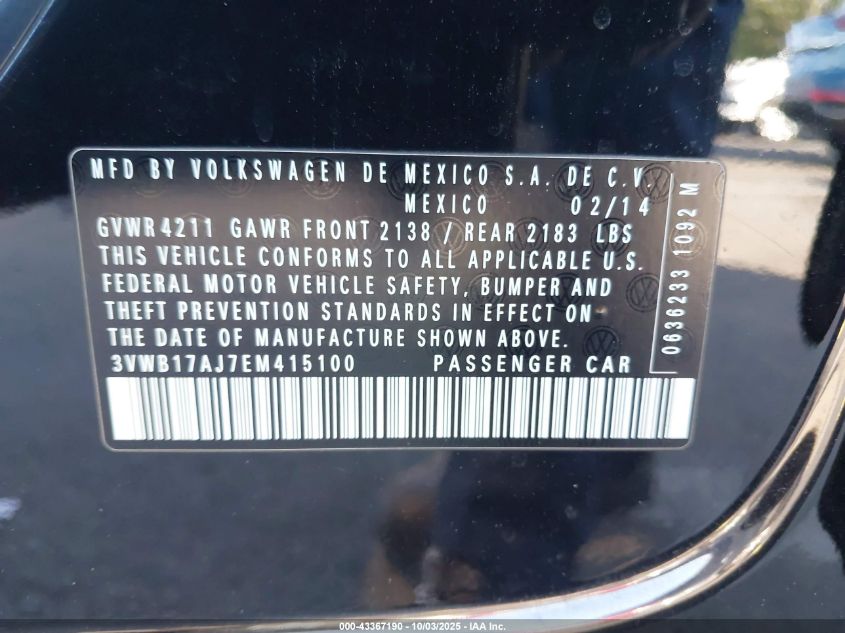 MFD BY VOLKSWAGEN DE MEXICO S.A. DE C.V.
MEXICO 02/14
GVWR 4211 GAWR FRONT 2138 / REAR 2183 LBS
THIS VEHICLE CONFORMS TO ALL APPLICABLE U.S.
FEDERAL MOTOR VEHICLE SAFETY, BUMPER AND
THEFT PREVENTION STANDARDS IN EFFECT ON
THE DATE OF MANUFACTURE SHOWN ABOVE.
3VWB17AJ7EM415100 PASSENGER CAR
0636233 1092 M
000-43367190 - 10/03/2025 - IAA Inc.